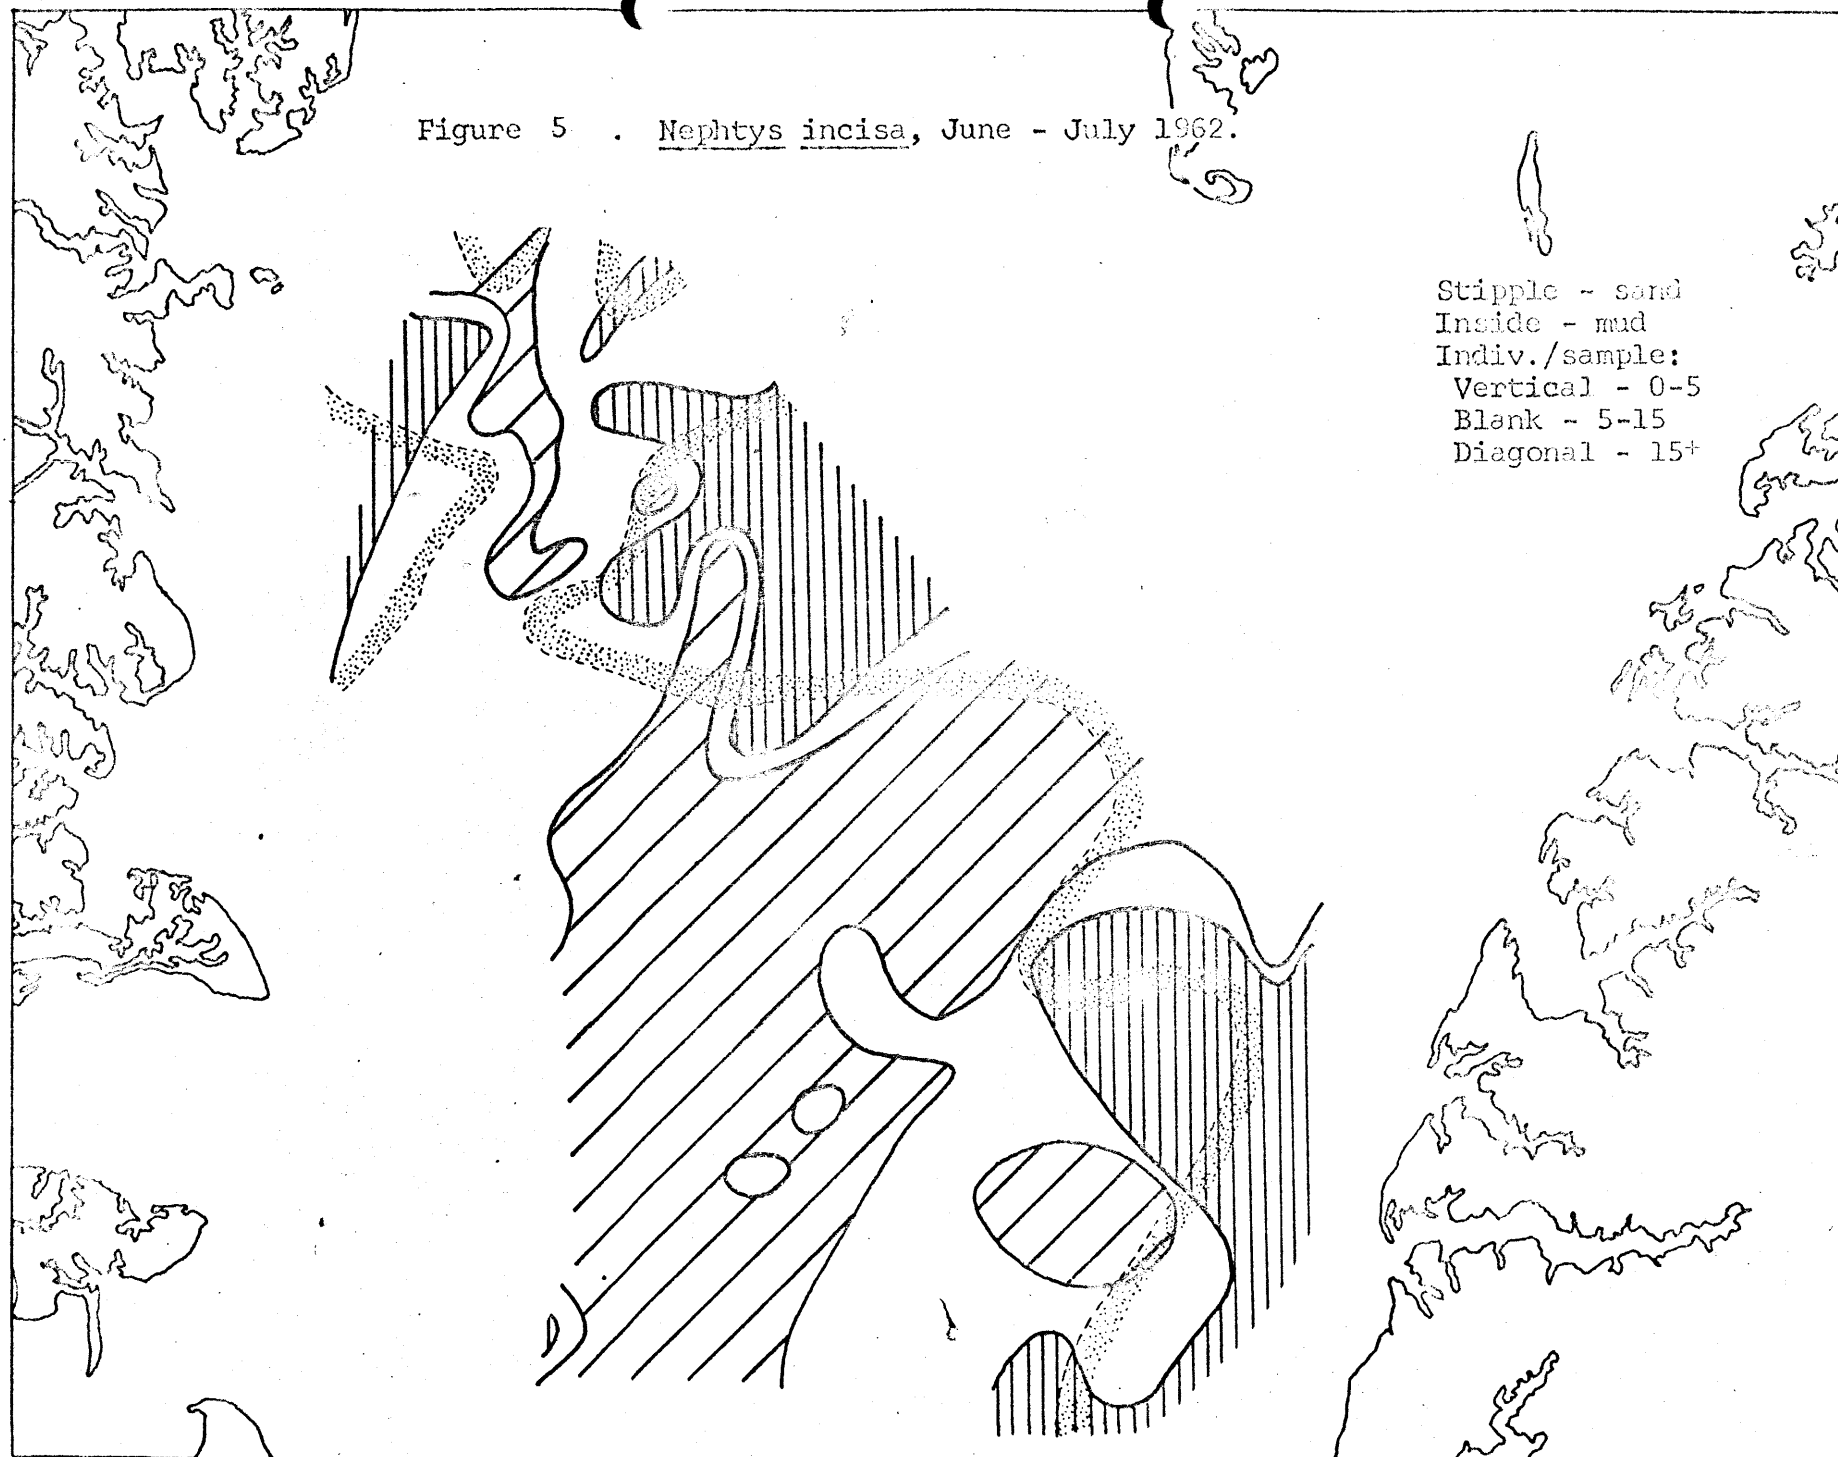 Figure 5 . Nephtys incisa, June - July 1962.
Stipple - sand
Inside - mud
Indiv./sample:
Vertical - 0-5
Blank - 5-15
Diagonal - 15+